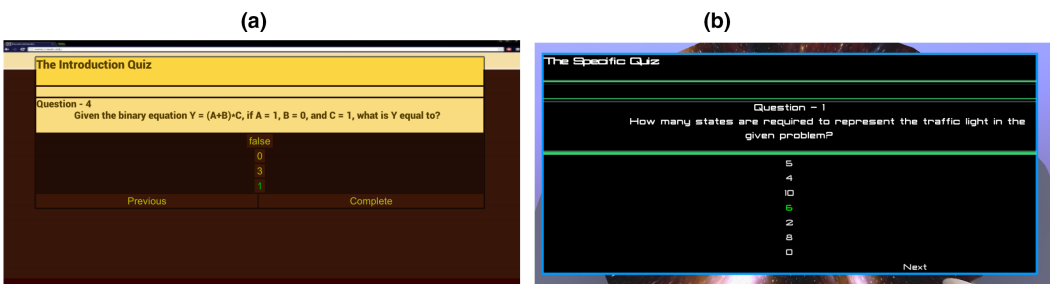 (a)
The Introduction Quiz
Question - 4
Given the binary equation Y = (A+B)*C, if A = 1, B = 0, and C = 1, what is Y equal to?
false
0
3
1
Previous Complete
(b)
The Specific Quiz
Question - 1
How many states are required to represent the traffic light in the
given problem?
5
4
10
6
2
8
0
Next